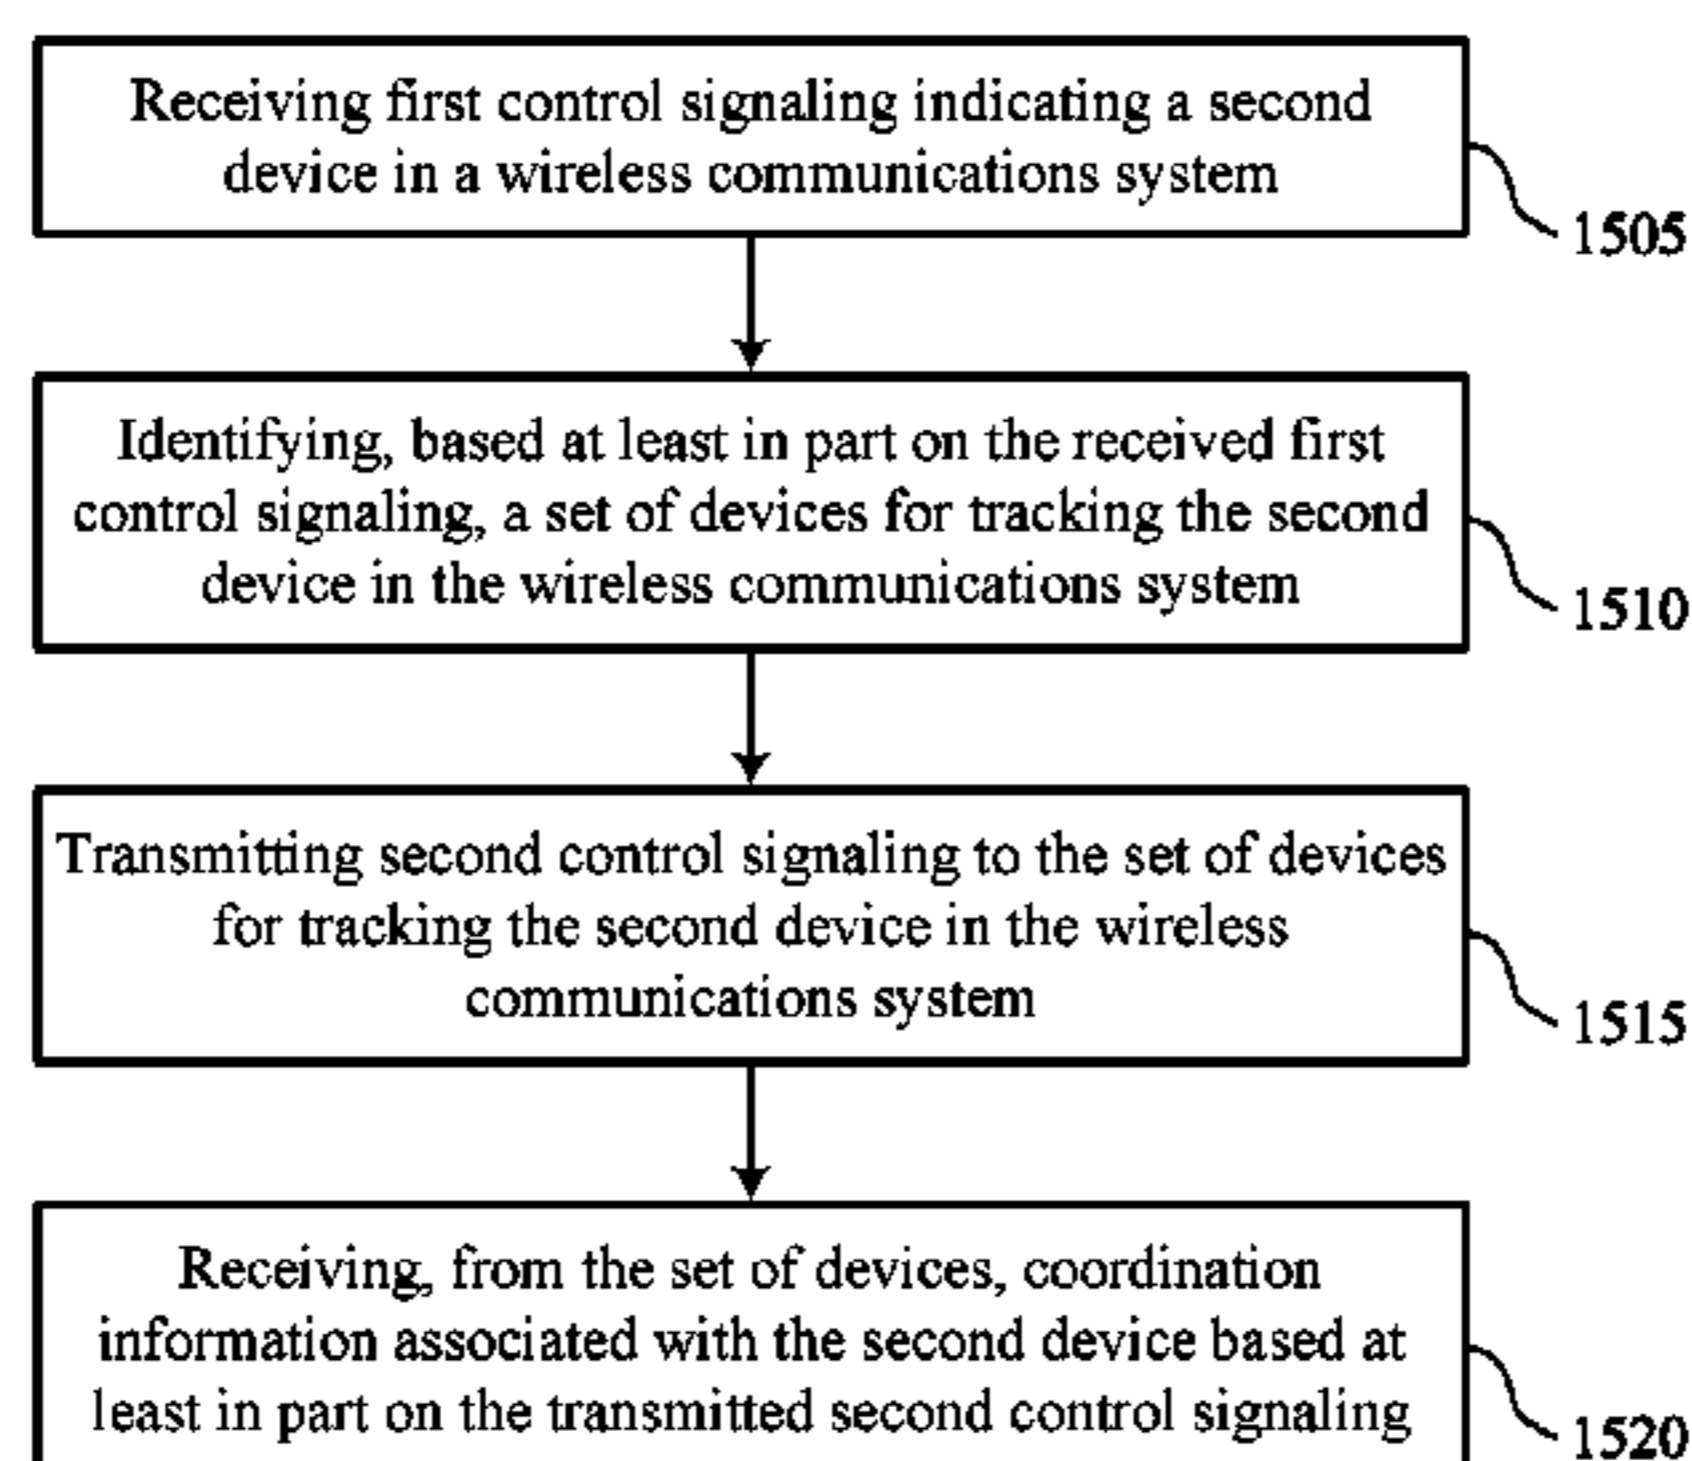 Receiving first control signaling indicating a second
device in a wireless communications system
1505
Identifying, based at least in part on the received first
control signaling, a set of devices for tracking the second
device in the wireless communications system
1510
Transmitting second control signaling to the set of devices
for tracking the second device in the wireless
communications system
1515
Receiving, from the set of devices, coordination
information associated with the second device based at
least in part on the transmitted second control signaling
1520